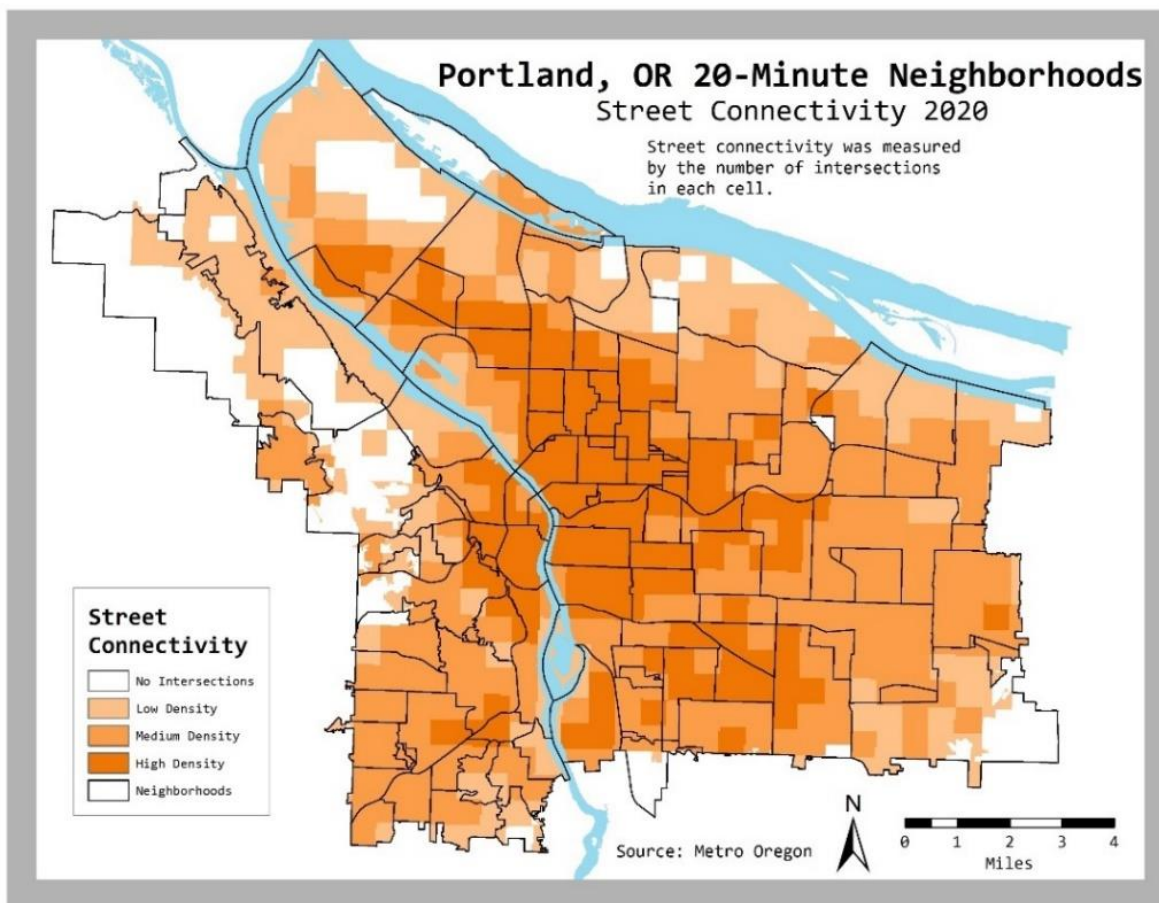 Portland, OR 20-Minute Neighborhoods
Street Connectivity 2020
Street connectivity was measured
by the number of intersections
in each cell.
Street
Connectivity
No Intersections
Low Density
Medium Density
High Density
Neighborhoods
Source: Metro Oregon
N
0 1 2 3 4
Miles